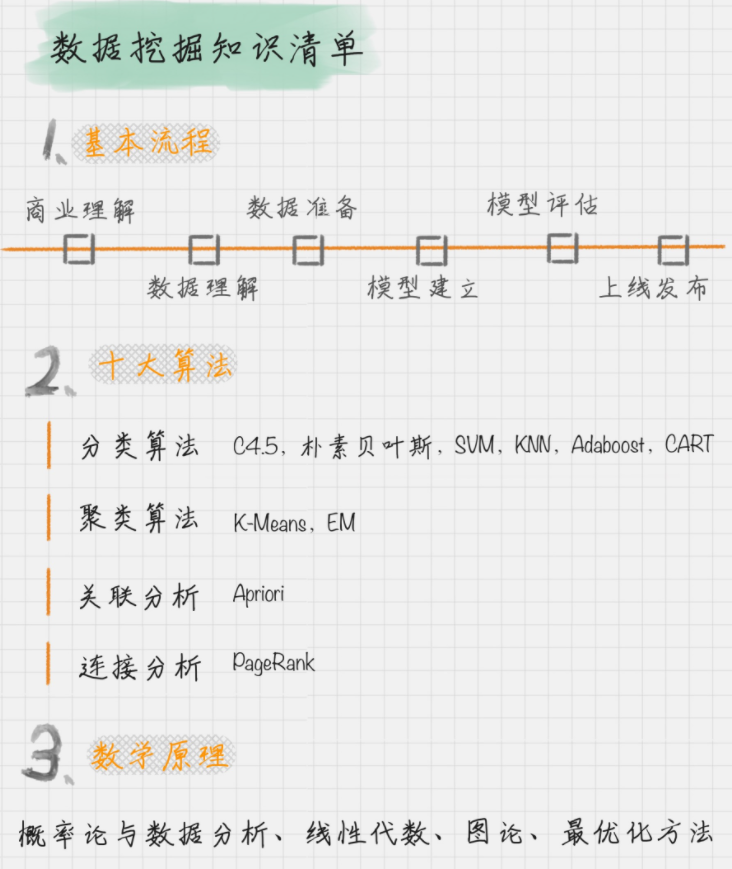 数据挖掘知识清单
1、基本流程
商业理解 数据准备 模型评估
数据理解 模型建立 上线发布
2、十大算法
分类算法 C4.5, 朴素贝叶斯, SVM, KNN, Adaboost, CART
聚类算法 K-Means, EM
关联分析 Apriori
连接分析 PageRank
3、数学原理
概率论与数据分析、线性代数、图论、最优化方法